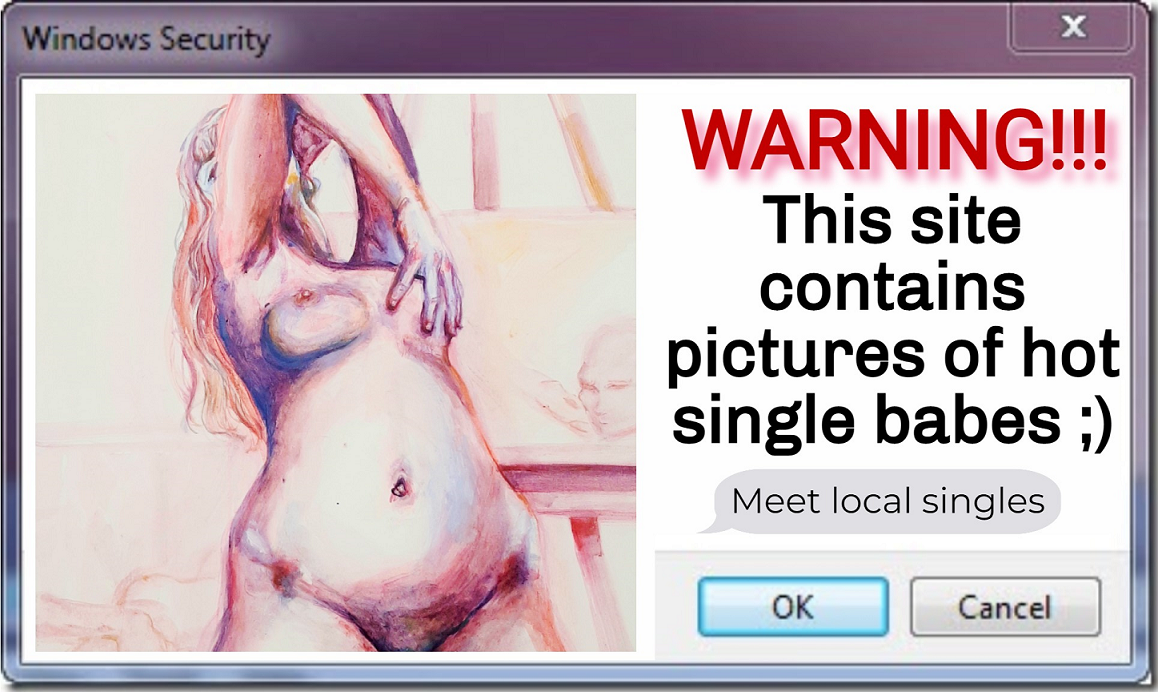 Windows Security
WARNING!!!
This site
contains
pictures of hot
single babes ;)
Meet local singles
OK
Cancel